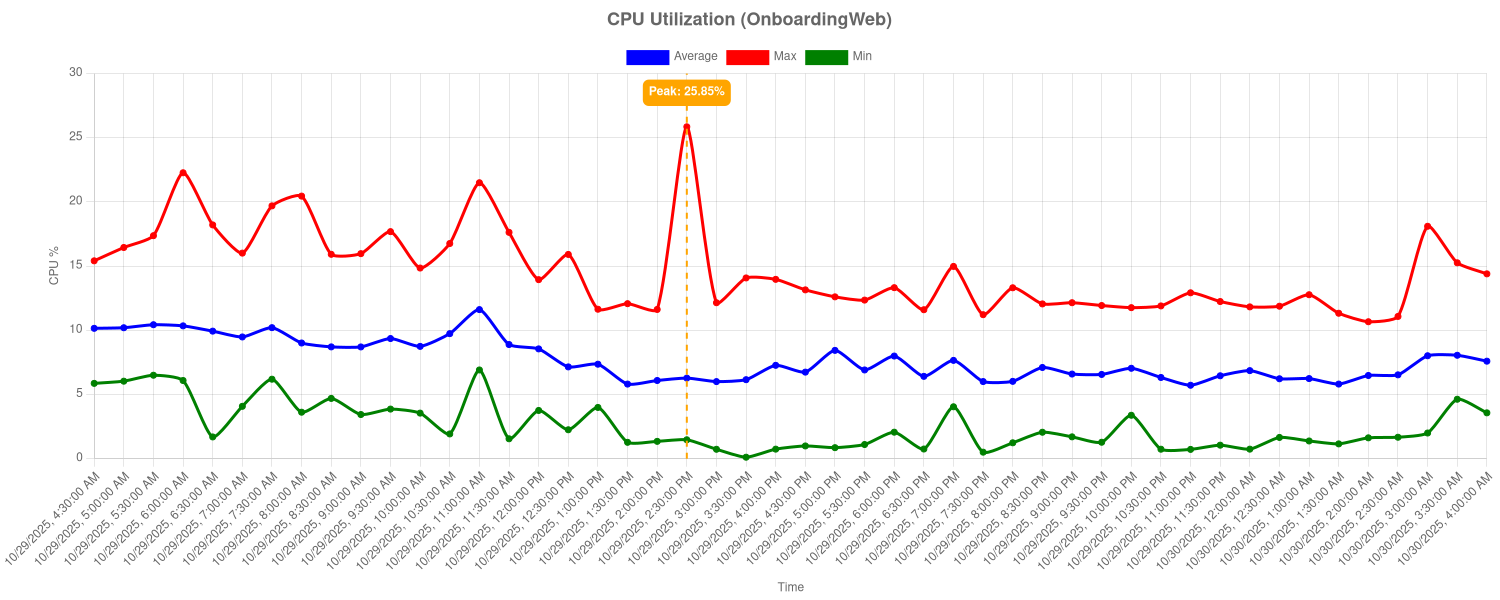 CPU Utilization (OnboardingWeb)
Average Max Min
30
25
20
15
10
5
0
CPU %
Peak: 25.85%
10/29/2025, 4:30:00 AM
10/29/2025, 5:00:00 AM
10/29/2025, 5:30:00 AM
10/29/2025, 6:00:00 AM
10/29/2025, 6:30:00 AM
10/29/2025, 7:00:00 AM
10/29/2025, 7:30:00 AM
10/29/2025, 8:00:00 AM
10/29/2025, 8:30:00 AM
10/29/2025, 9:00:00 AM
10/29/2025, 9:30:00 AM
10/29/2025, 10:00:00 AM
10/29/2025, 10:30:00 AM
10/29/2025, 11:00:00 AM
10/29/2025, 11:30:00 AM
10/29/2025, 12:00:00 PM
10/29/2025, 12:30:00 PM
10/29/2025, 1:00:00 PM
10/29/2025, 1:30:00 PM
10/29/2025, 2:00:00 PM
10/29/2025, 2:30:00 PM
10/29/2025, 3:00:00 PM
10/29/2025, 3:30:00 PM
10/29/2025, 4:00:00 PM
10/29/2025, 4:30:00 PM
10/29/2025, 5:00:00 PM
10/29/2025, 5:30:00 PM
10/29/2025, 6:00:00 PM
10/29/2025, 6:30:00 PM
10/29/2025, 7:00:00 PM
10/29/2025, 7:30:00 PM
10/29/2025, 8:00:00 PM
10/29/2025, 8:30:00 PM
10/29/2025, 9:00:00 PM
10/29/2025, 9:30:00 PM
10/29/2025, 10:00:00 PM
10/29/2025, 10:30:00 PM
10/29/2025, 11:00:00 PM
10/29/2025, 11:30:00 PM
10/30/2025, 12:00:00 AM
10/30/2025, 12:30:00 AM
10/30/2025, 1:00:00 AM
10/30/2025, 1:30:00 AM
10/30/2025, 2:00:00 AM
10/30/2025, 2:30:00 AM
10/30/2025, 3:00:00 AM
10/30/2025, 3:30:00 AM
10/30/2025, 4:00:00 AM
Time